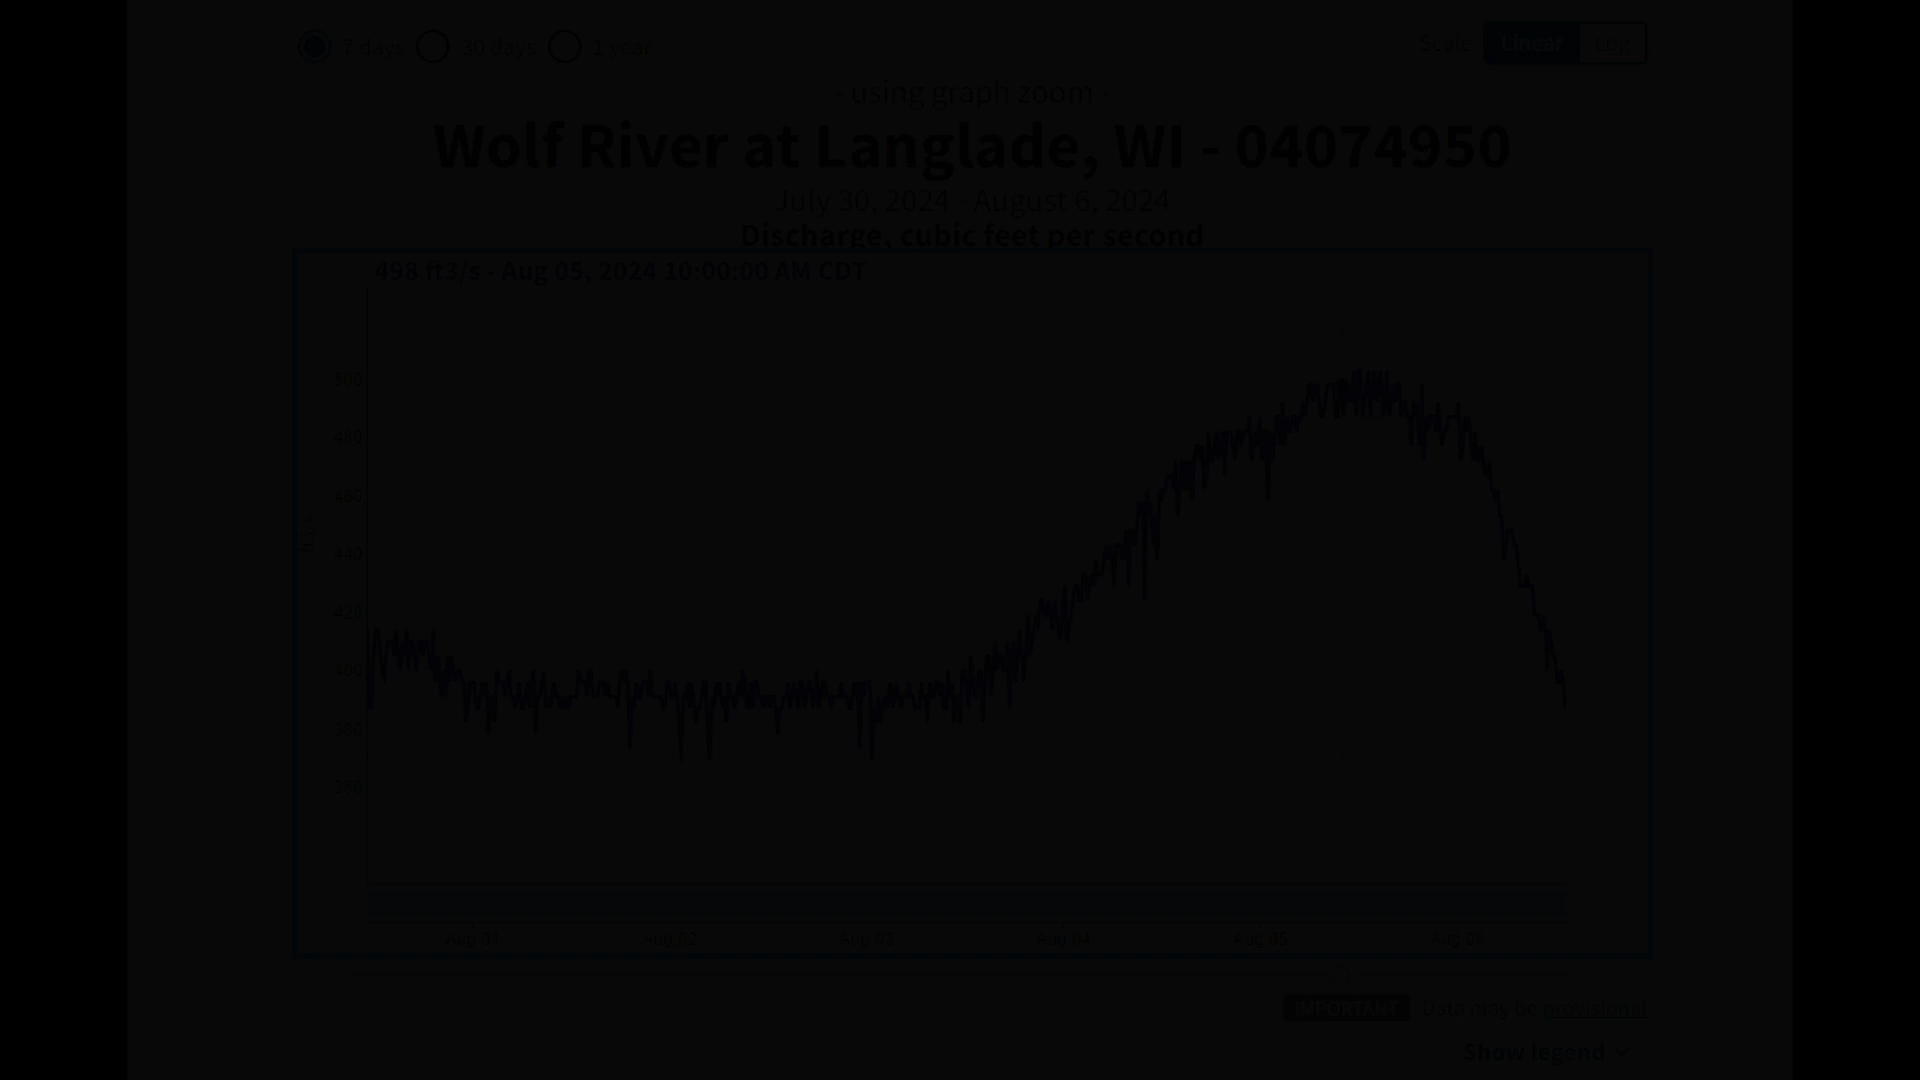 7 days 30 days 1 year Scale Linear Log
- using graph zoom -
Wolf River at Langlade, WI - 04074950
July 30, 2024 - August 6, 2024
Discharge, cubic feet per second
498 ft3/s - Aug 05, 2024 10:00:00 AM CDT
500
480
460
440
420
400
380
360
ft3/s
Aug 01 Aug 02 Aug 03 Aug 04 Aug 05 Aug 06
IMPORTANT Data may be provisional
Show legend